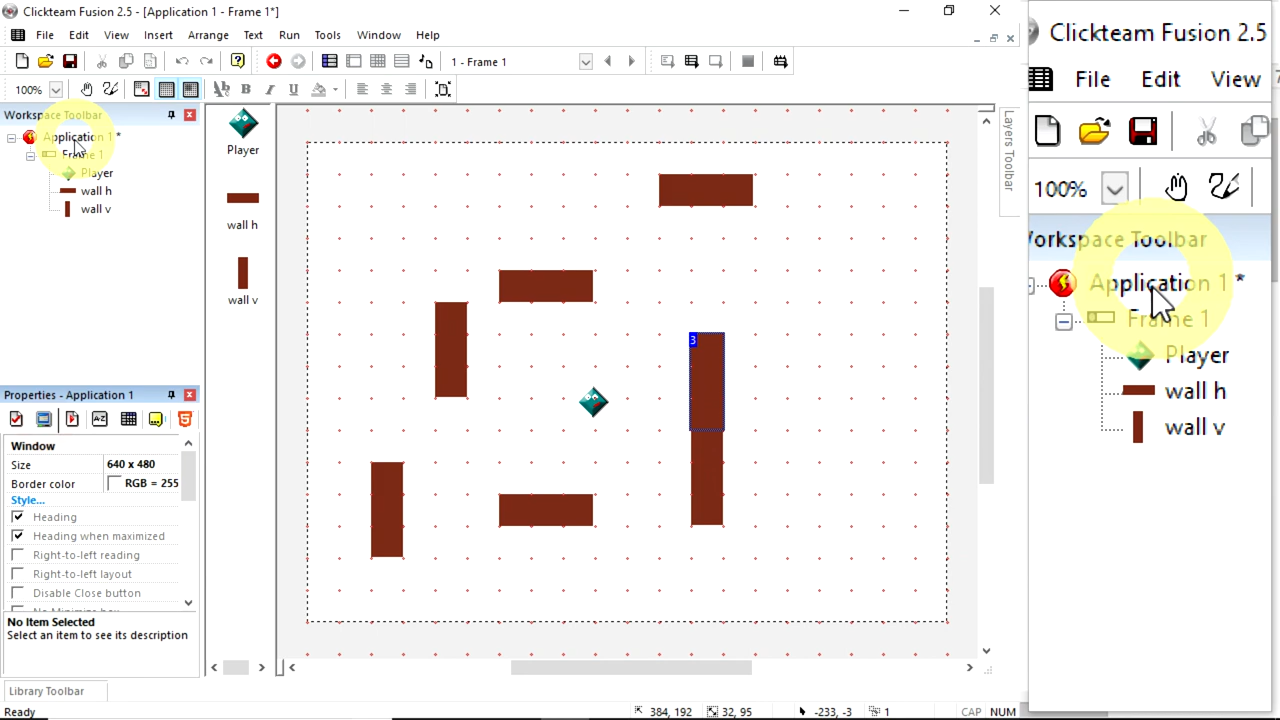 Clickteam Fusion 2.5 - [Application 1 - Frame 1*]
File Edit View Insert Arrange Text Run Tools Window Help
1 - Frame 1
100%
B I U
Workspace Toolbar
Application 1 *
Frame 1
Player
wall h
wall v
Player
wall h
wall v
3
Layers Toolbar
Properties - Application 1
A-Z
Window
Size 640 x 480
Border color RGB = 255
Style...
Heading
Heading when maximized
Right-to-left reading
Right-to-left layout
Disable Close button
No Minimize box
No Item Selected
Select an item to see its description
Library Toolbar
Ready
384, 192 32, 95 -233, -3 1 CAP NUM
Clickteam Fusion 2.5
File Edit View
100%
orkspace Toolbar
Application 1 *
Frame 1
Player
wall h
wall v